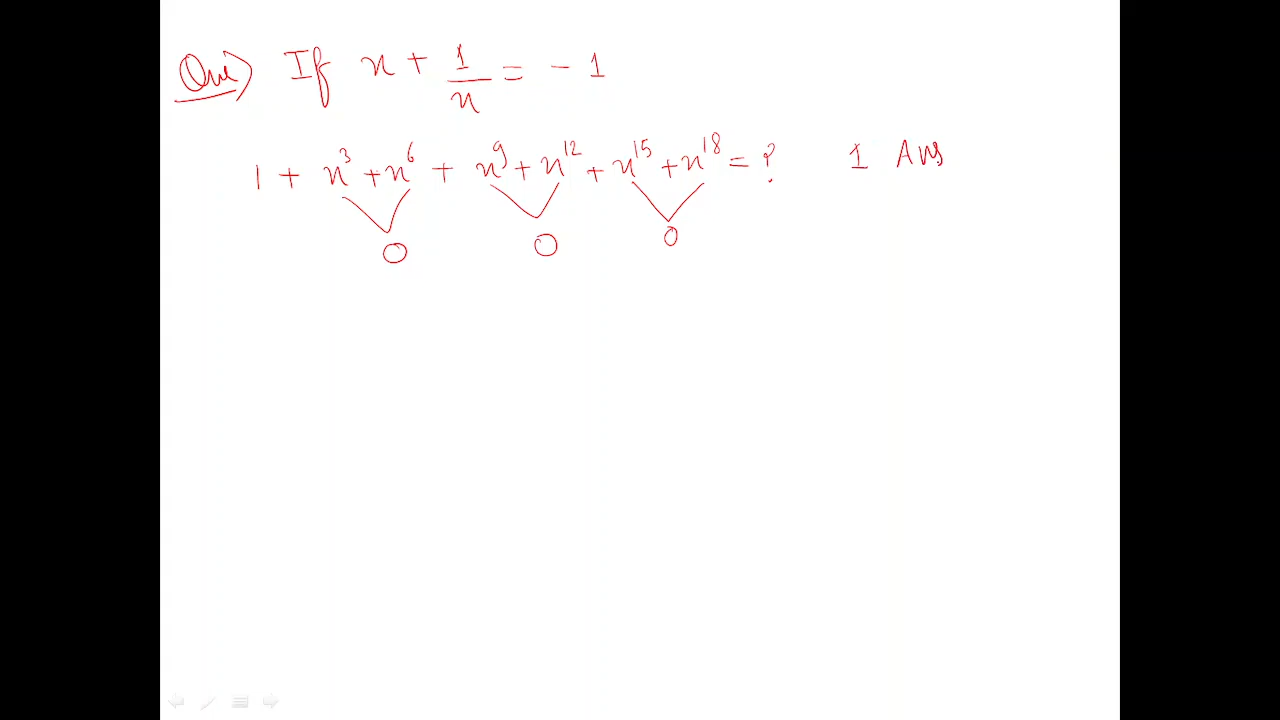 Que) If x + 1/x = -1
1 + x³ + x⁶ + x⁹ + x¹² + x¹⁵ + x¹⁸ = ? 1 Ans
0 0 0